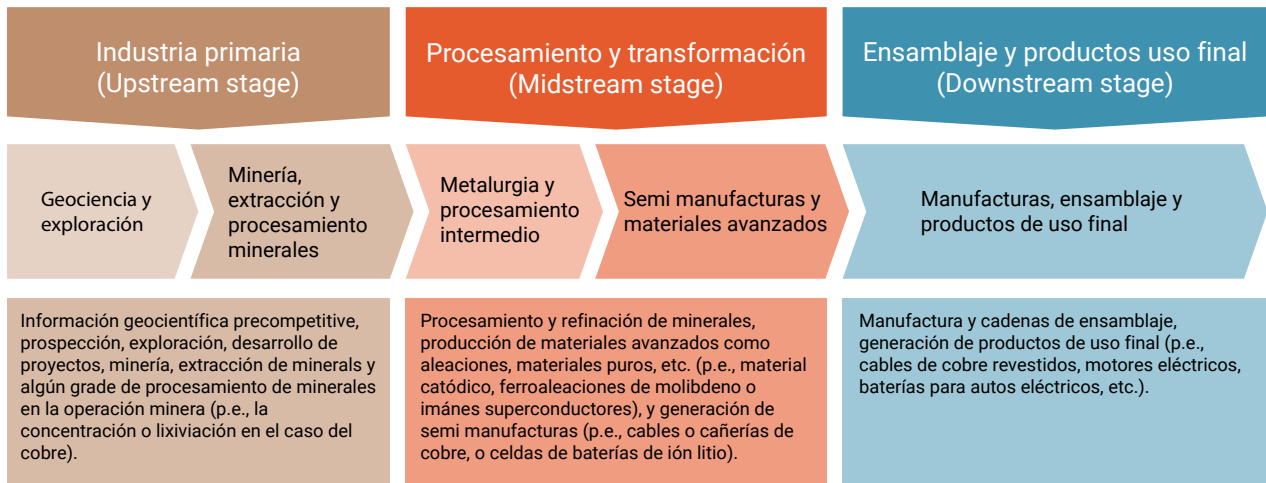 Industria primaria
(Upstream stage)
Procesamiento y transformación
(Midstream stage)
Ensamblaje y productos uso final
(Downstream stage)
Geociencia y
exploración
Minería,
extracción y
procesamiento
minerales
Metalurgia y
procesamiento
intermedio
Semi manufacturas y
materiales avanzados
Manufacturas, ensamblaje y
productos de uso final
Información geocientífica precompetitive,
prospección, exploración, desarrollo de
proyectos, minería, extracción de minerals y
algún grade de procesamiento de minerales
en la operación minera (p.e., la
concentración o lixiviación en el caso del
cobre).
Procesamiento y refinación de minerales,
producción de materiales avanzados como
aleaciones, materiales puros, etc. (p.e., material
catódico, ferroaleaciones de molibdeno o
imánes superconductores), y generación de
semi manufacturas (p.e., cables o cañerías de
cobre, o celdas de baterías de ión litio).
Manufactura y cadenas de ensamblaje,
generación de productos de uso final (p.e.,
cables de cobre revestidos, motores eléctricos,
baterías para autos eléctricos, etc.).